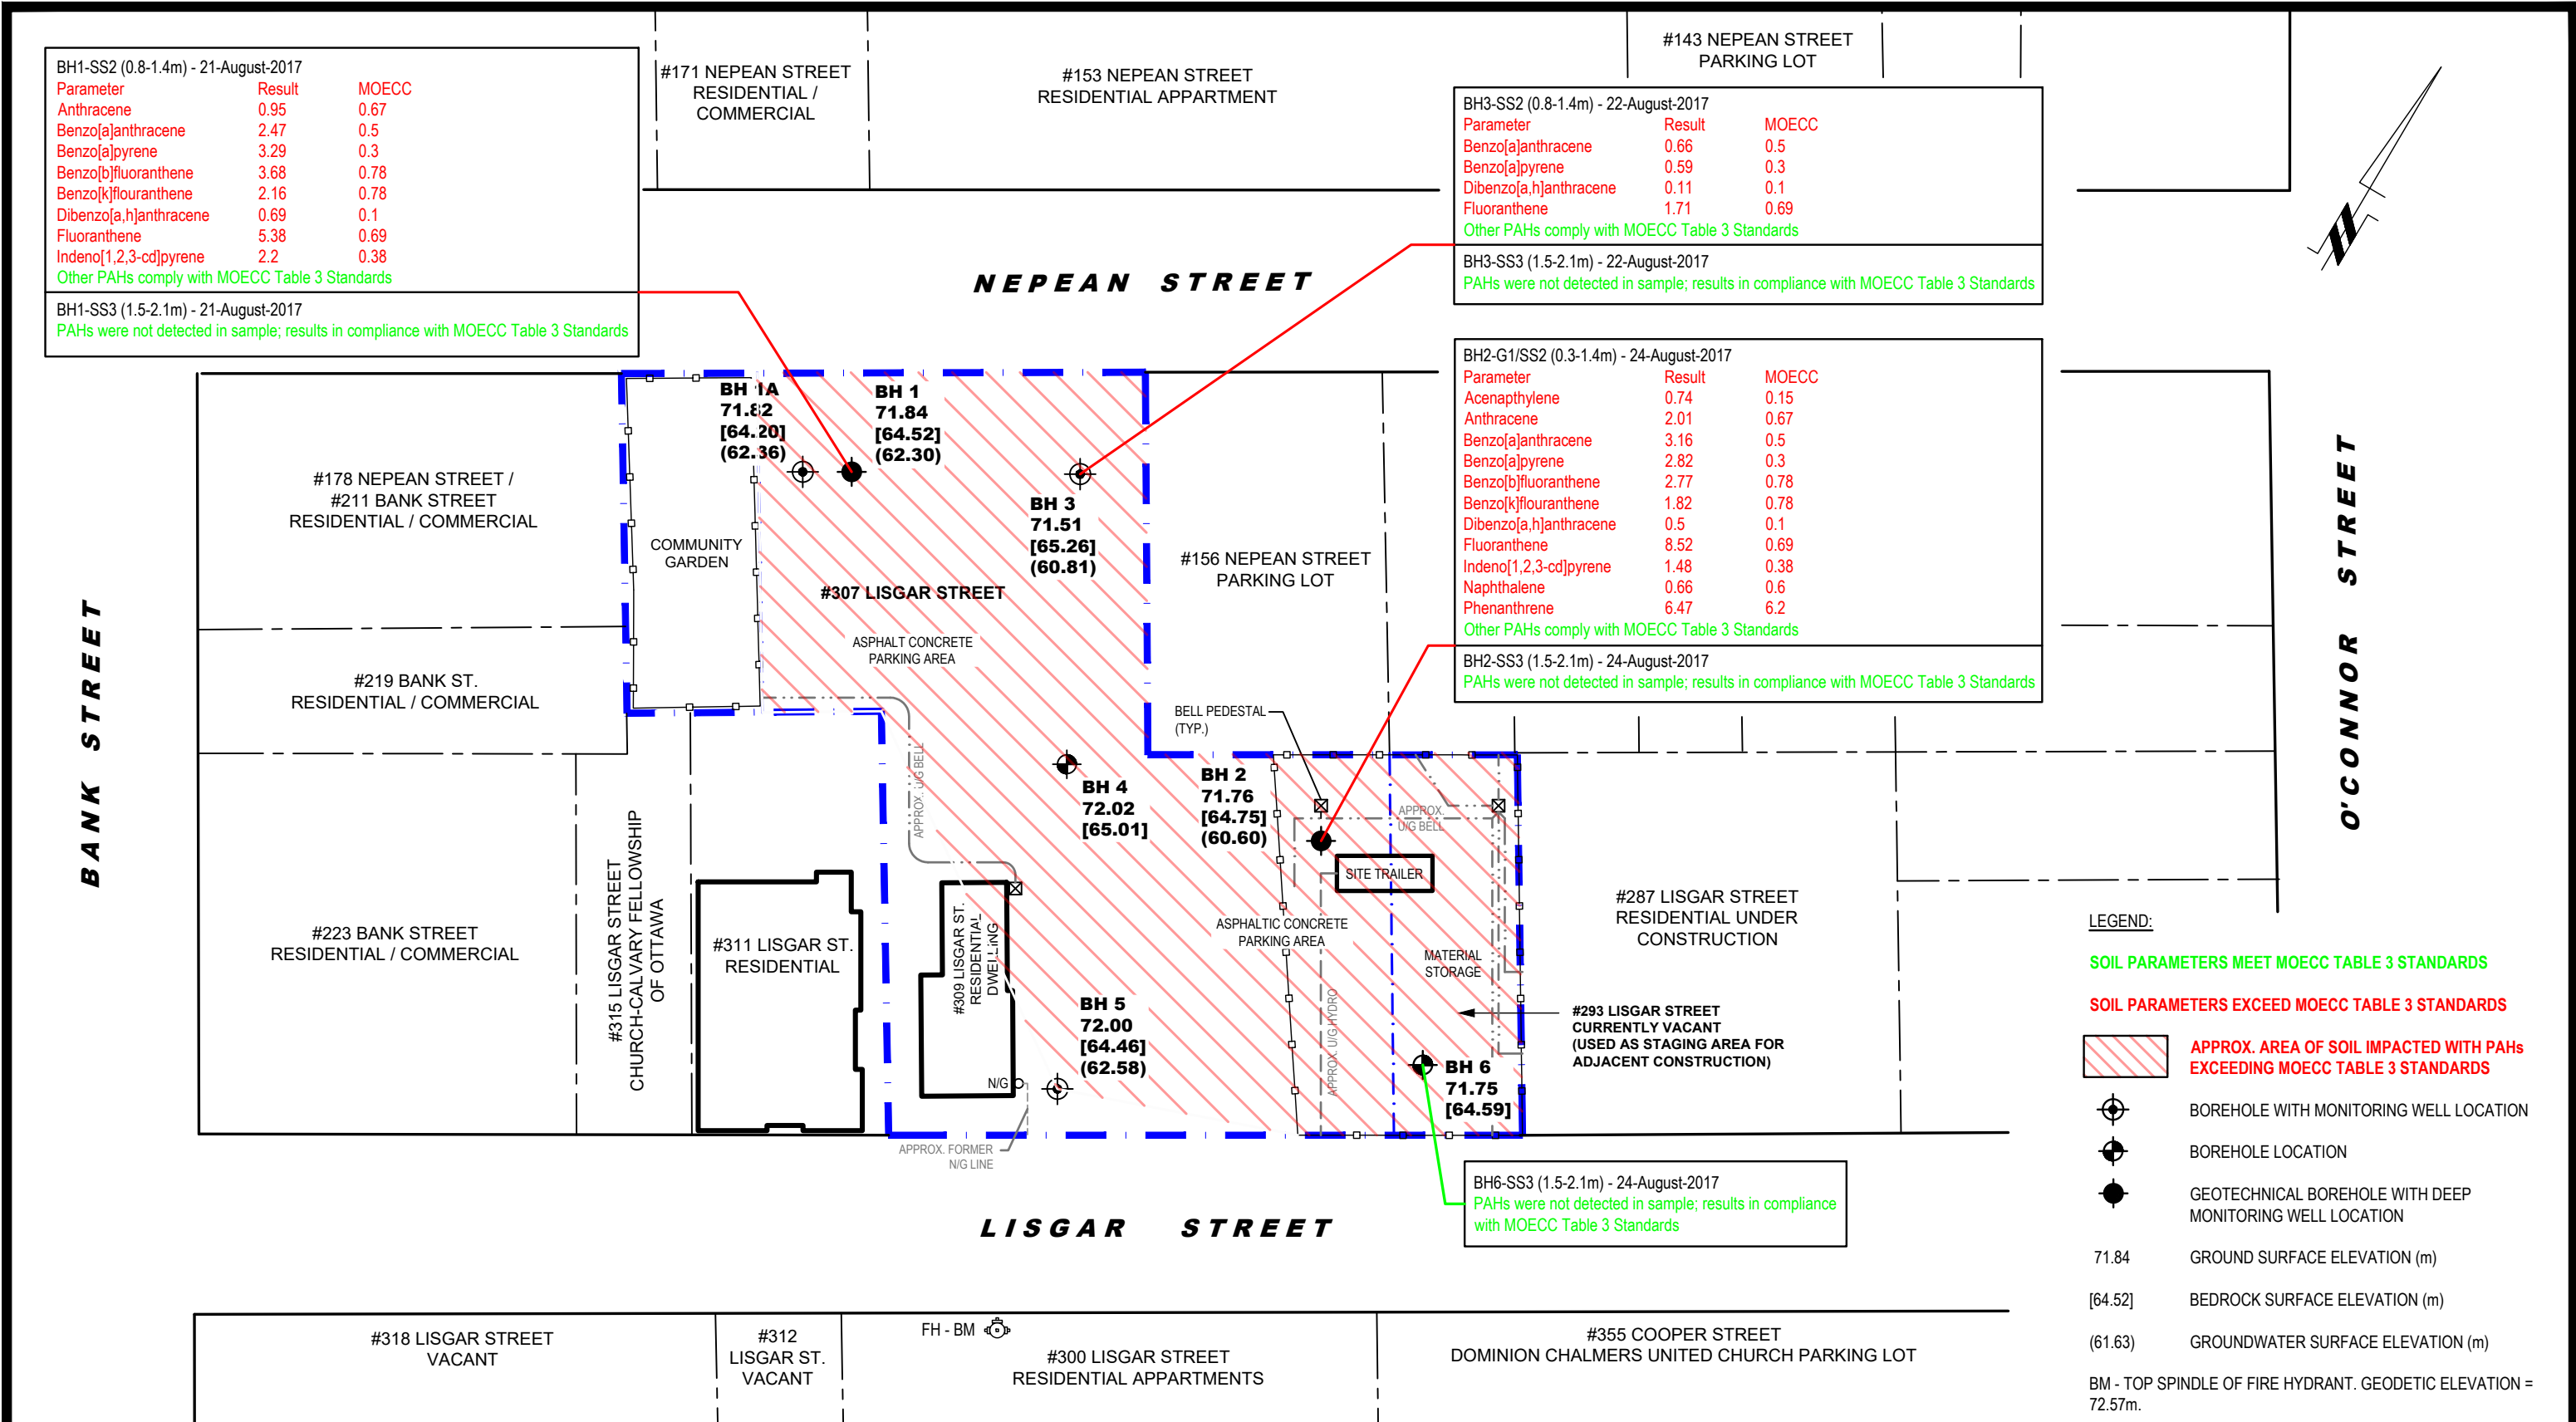 BH1-SS2 (0.8-1.4m) - 21-August-2017
Parameter Result MOECC
Anthracene 0.95 0.67
Benzo[a]anthracene 2.47 0.5
Benzo[a]pyrene 3.29 0.3
Benzo[b]fluoranthene 3.68 0.78
Benzo[k]flouranthene 2.16 0.78
Dibenzo[a,h]anthracene 0.69 0.1
Fluoranthene 5.38 0.69
Indeno[1,2,3-cd]pyrene 2.2 0.38
Other PAHs comply with MOECC Table 3 Standards
BH1-SS3 (1.5-2.1m) - 21-August-2017
PAHs were not detected in sample; results in compliance with MOECC Table 3 Standards
#171 NEPEAN STREET
RESIDENTIAL /
COMMERCIAL
#153 NEPEAN STREET
RESIDENTIAL APPARTMENT
#143 NEPEAN STREET
PARKING LOT
BH3-SS2 (0.8-1.4m) - 22-August-2017
Parameter Result MOECC
Benzo[a]anthracene 0.66 0.5
Benzo[a]pyrene 0.59 0.3
Dibenzo[a,h]anthracene 0.11 0.1
Fluoranthene 1.71 0.69
Other PAHs comply with MOECC Table 3 Standards
BH3-SS3 (1.5-2.1m) - 22-August-2017
PAHs were not detected in sample; results in compliance with MOECC Table 3 Standards
NEPEAN STREET
BH2-G1/SS2 (0.3-1.4m) - 24-August-2017
Parameter Result MOECC
Acenapthylene 0.74 0.15
Anthracene 2.01 0.67
Benzo[a]anthracene 3.16 0.5
Benzo[a]pyrene 2.82 0.3
Benzo[b]fluoranthene 2.77 0.78
Benzo[k]flouranthene 1.82 0.78
Dibenzo[a,h]anthracene 0.5 0.1
Fluoranthene 8.52 0.69
Indeno[1,2,3-cd]pyrene 1.48 0.38
Naphthalene 0.66 0.6
Phenanthrene 6.47 6.2
Other PAHs comply with MOECC Table 3 Standards
BH2-SS3 (1.5-2.1m) - 24-August-2017
PAHs were not detected in sample; results in compliance with MOECC Table 3 Standards
BH 1A
71.82
[64.20]
(62.36)
BH 1
71.84
[64.52]
(62.30)
BH 3
71.51
[65.26]
(60.81)
#178 NEPEAN STREET /
#211 BANK STREET
RESIDENTIAL / COMMERCIAL
COMMUNITY
GARDEN
#307 LISGAR STREET
ASPHALT CONCRETE
PARKING AREA
#156 NEPEAN STREET
PARKING LOT
BANK STREET
O'CONNOR STREET
#219 BANK ST.
RESIDENTIAL / COMMERCIAL
BELL PEDESTAL
(TYP.)
APPROX. U/G BELL
BH 4
72.02
[65.01]
BH 2
71.76
[64.75]
(60.60)
APPROX.
U/G BELL
SITE TRAILER
#223 BANK STREET
RESIDENTIAL / COMMERCIAL
#315 LISGAR STREET
CHURCH-CALVARY FELLOWSHIP
OF OTTAWA
#311 LISGAR ST.
RESIDENTIAL
#309 LISGAR ST.
RESIDENTIAL
DWELLING
ASPHALTIC CONCRETE
PARKING AREA
MATERIAL
STORAGE
#287 LISGAR STREET
RESIDENTIAL UNDER
CONSTRUCTION
BH 5
72.00
[64.46]
(62.58)
N/G
APPROX. U/G HYDRO
#293 LISGAR STREET
CURRENTLY VACANT
(USED AS STAGING AREA FOR
ADJACENT CONSTRUCTION)
BH 6
71.75
[64.59]
APPROX. FORMER
N/G LINE
BH6-SS3 (1.5-2.1m) - 24-August-2017
PAHs were not detected in sample; results in compliance
with MOECC Table 3 Standards
LISGAR STREET
#318 LISGAR STREET
VACANT
#312
LISGAR ST.
VACANT
FH - BM
#300 LISGAR STREET
RESIDENTIAL APPARTMENTS
#355 COOPER STREET
DOMINION CHALMERS UNITED CHURCH PARKING LOT
LEGEND:
SOIL PARAMETERS MEET MOECC TABLE 3 STANDARDS
SOIL PARAMETERS EXCEED MOECC TABLE 3 STANDARDS
APPROX. AREA OF SOIL IMPACTED WITH PAHs
EXCEEDING MOECC TABLE 3 STANDARDS
BOREHOLE WITH MONITORING WELL LOCATION
BOREHOLE LOCATION
GEOTECHNICAL BOREHOLE WITH DEEP
MONITORING WELL LOCATION
71.84 GROUND SURFACE ELEVATION (m)
[64.52] BEDROCK SURFACE ELEVATION (m)
(61.63) GROUNDWATER SURFACE ELEVATION (m)
BM - TOP SPINDLE OF FIRE HYDRANT. GEODETIC ELEVATION =
72.57m.